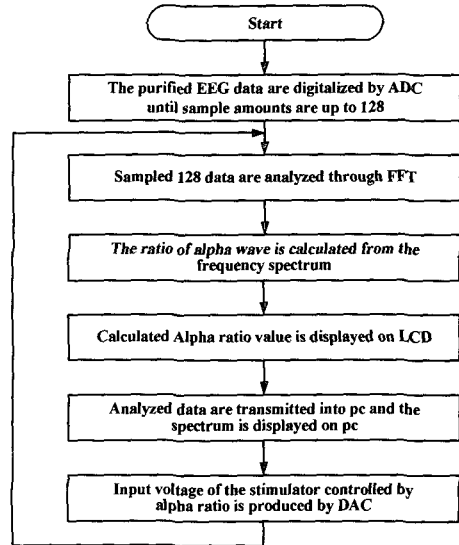 Start
The purified EEG data are digitalized by ADC
until sample amounts are up to 128
Sampled 128 data are analyzed through FFT
The ratio of alpha wave is calculated from the
frequency spectrum
Calculated Alpha ratio value is displayed on LCD
Analyzed data are transmitted into pc and the
spectrum is displayed on pc
Input voltage of the stimulator controlled by
alpha ratio is produced by DAC